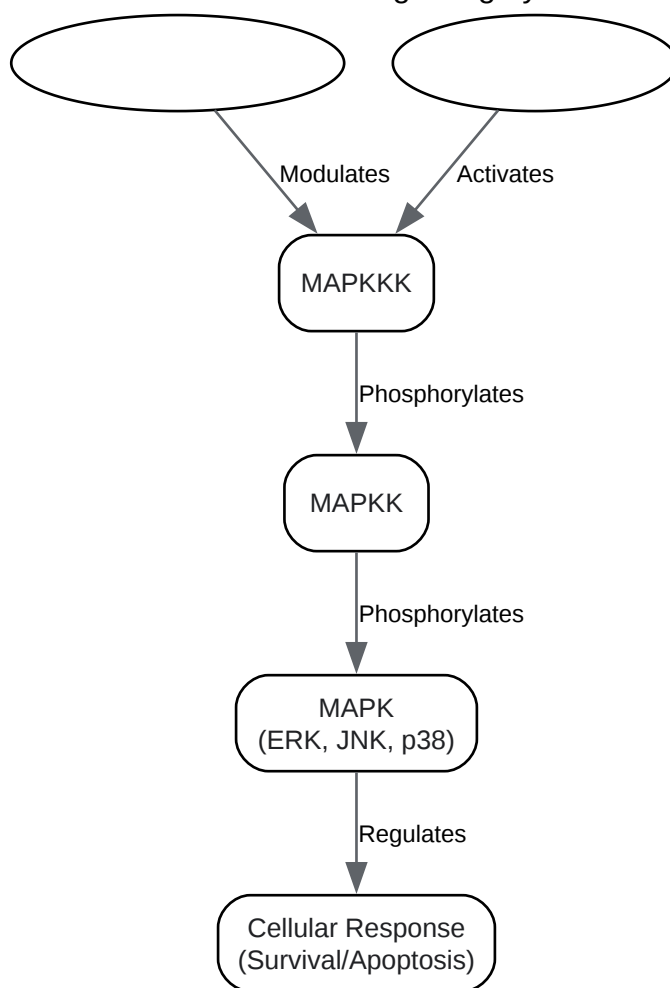 Modulates
Activates
MAPKKK
Phosphorylates
MAPKK
Phosphorylates
MAPK
(ERK, JNK, p38)
Regulates
Cellular Response
(Survival/Apoptosis)